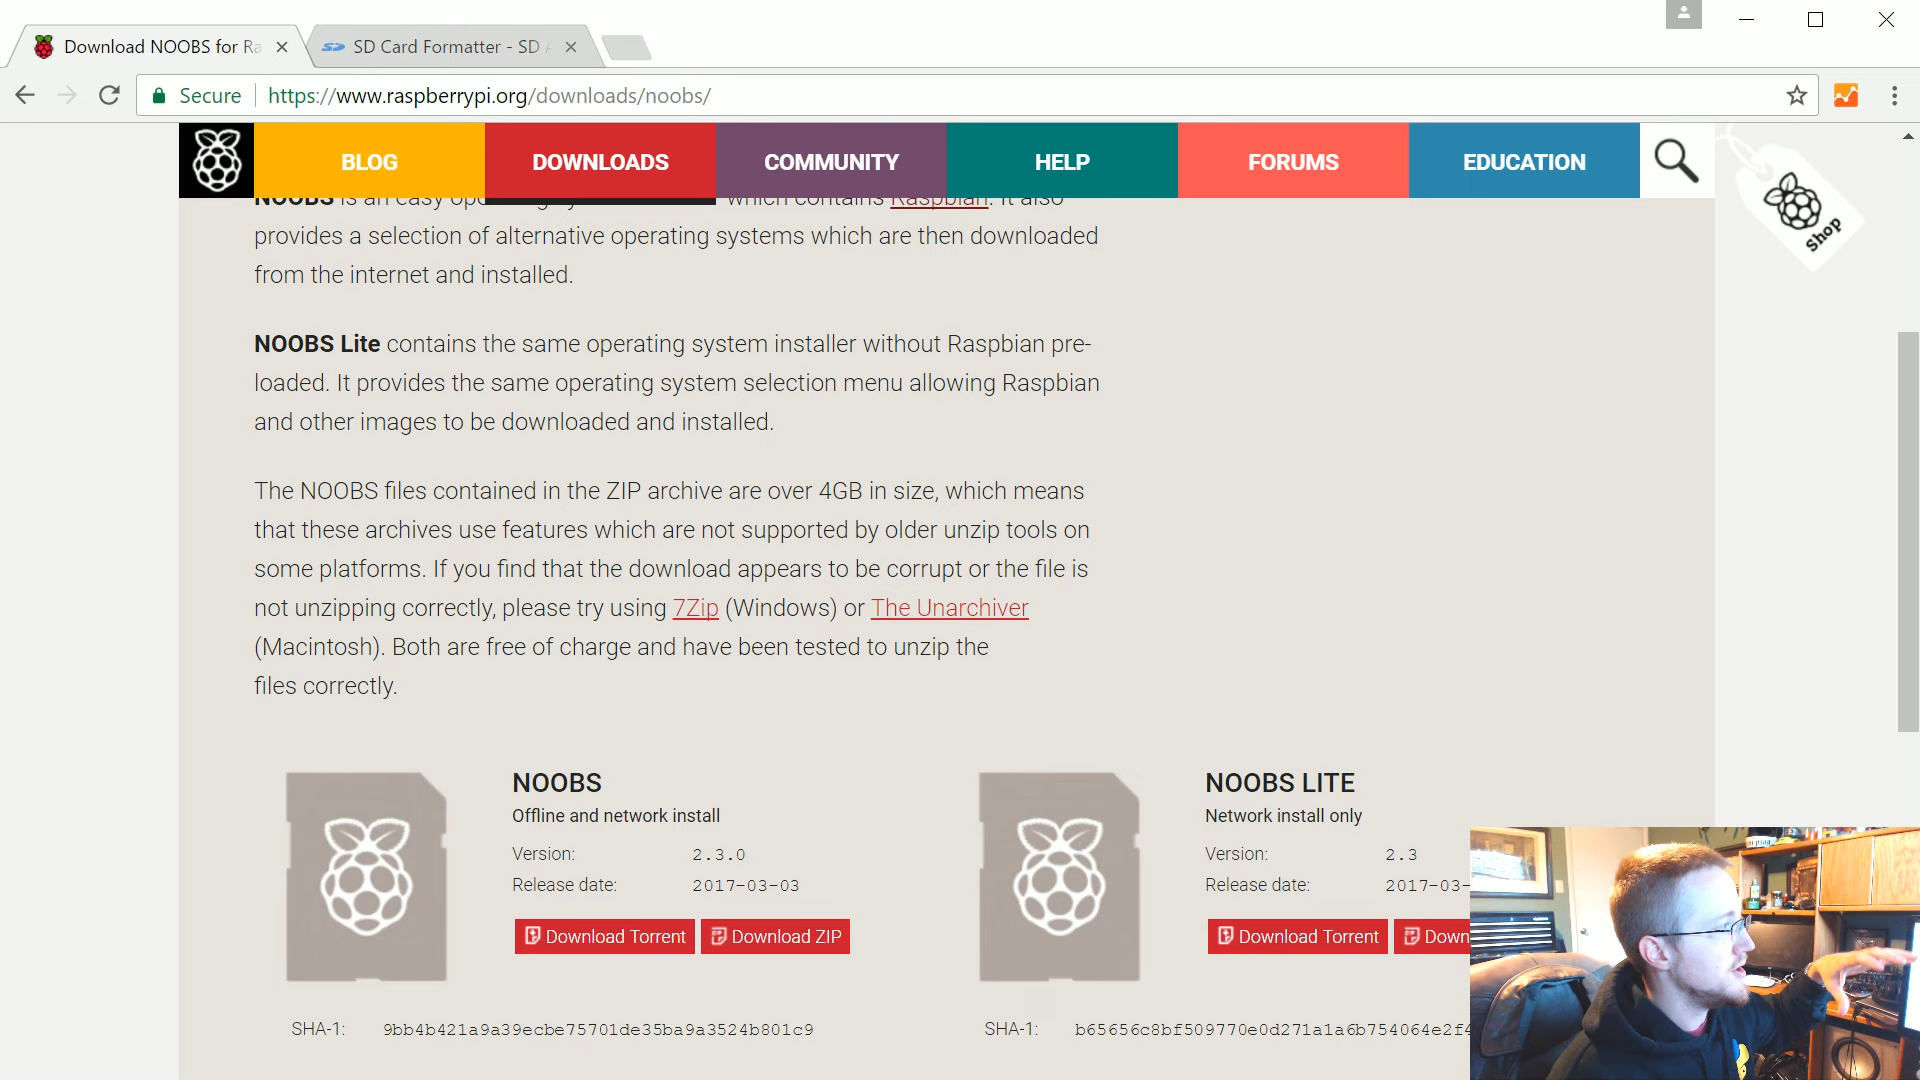 Download NOOBS for Ra
SD Card Formatter - SD A
Secure https://www.raspberrypi.org/downloads/noobs/
BLOG DOWNLOADS COMMUNITY HELP FORUMS EDUCATION
Shop
NOOBS is an easy which contains Raspbian. It also
provides a selection of alternative operating systems which are then downloaded
from the internet and installed.
NOOBS Lite contains the same operating system installer without Raspbian pre-
loaded. It provides the same operating system selection menu allowing Raspbian
and other images to be downloaded and installed.
The NOOBS files contained in the ZIP archive are over 4GB in size, which means
that these archives use features which are not supported by older unzip tools on
some platforms. If you find that the download appears to be corrupt or the file is
not unzipping correctly, please try using 7Zip (Windows) or The Unarchiver
(Macintosh). Both are free of charge and have been tested to unzip the
files correctly.
NOOBS
Offline and network install
Version: 2.3.0
Release date: 2017-03-03
Download Torrent Download ZIP
SHA-1: 9bb4b421a9a39ecbe75701de35ba9a3524b801c9
NOOBS LITE
Network install only
Version: 2.3
Release date: 2017-03-
Download Torrent Down
SHA-1: b65656c8bf509770e0d271a1a6b754064e2f4